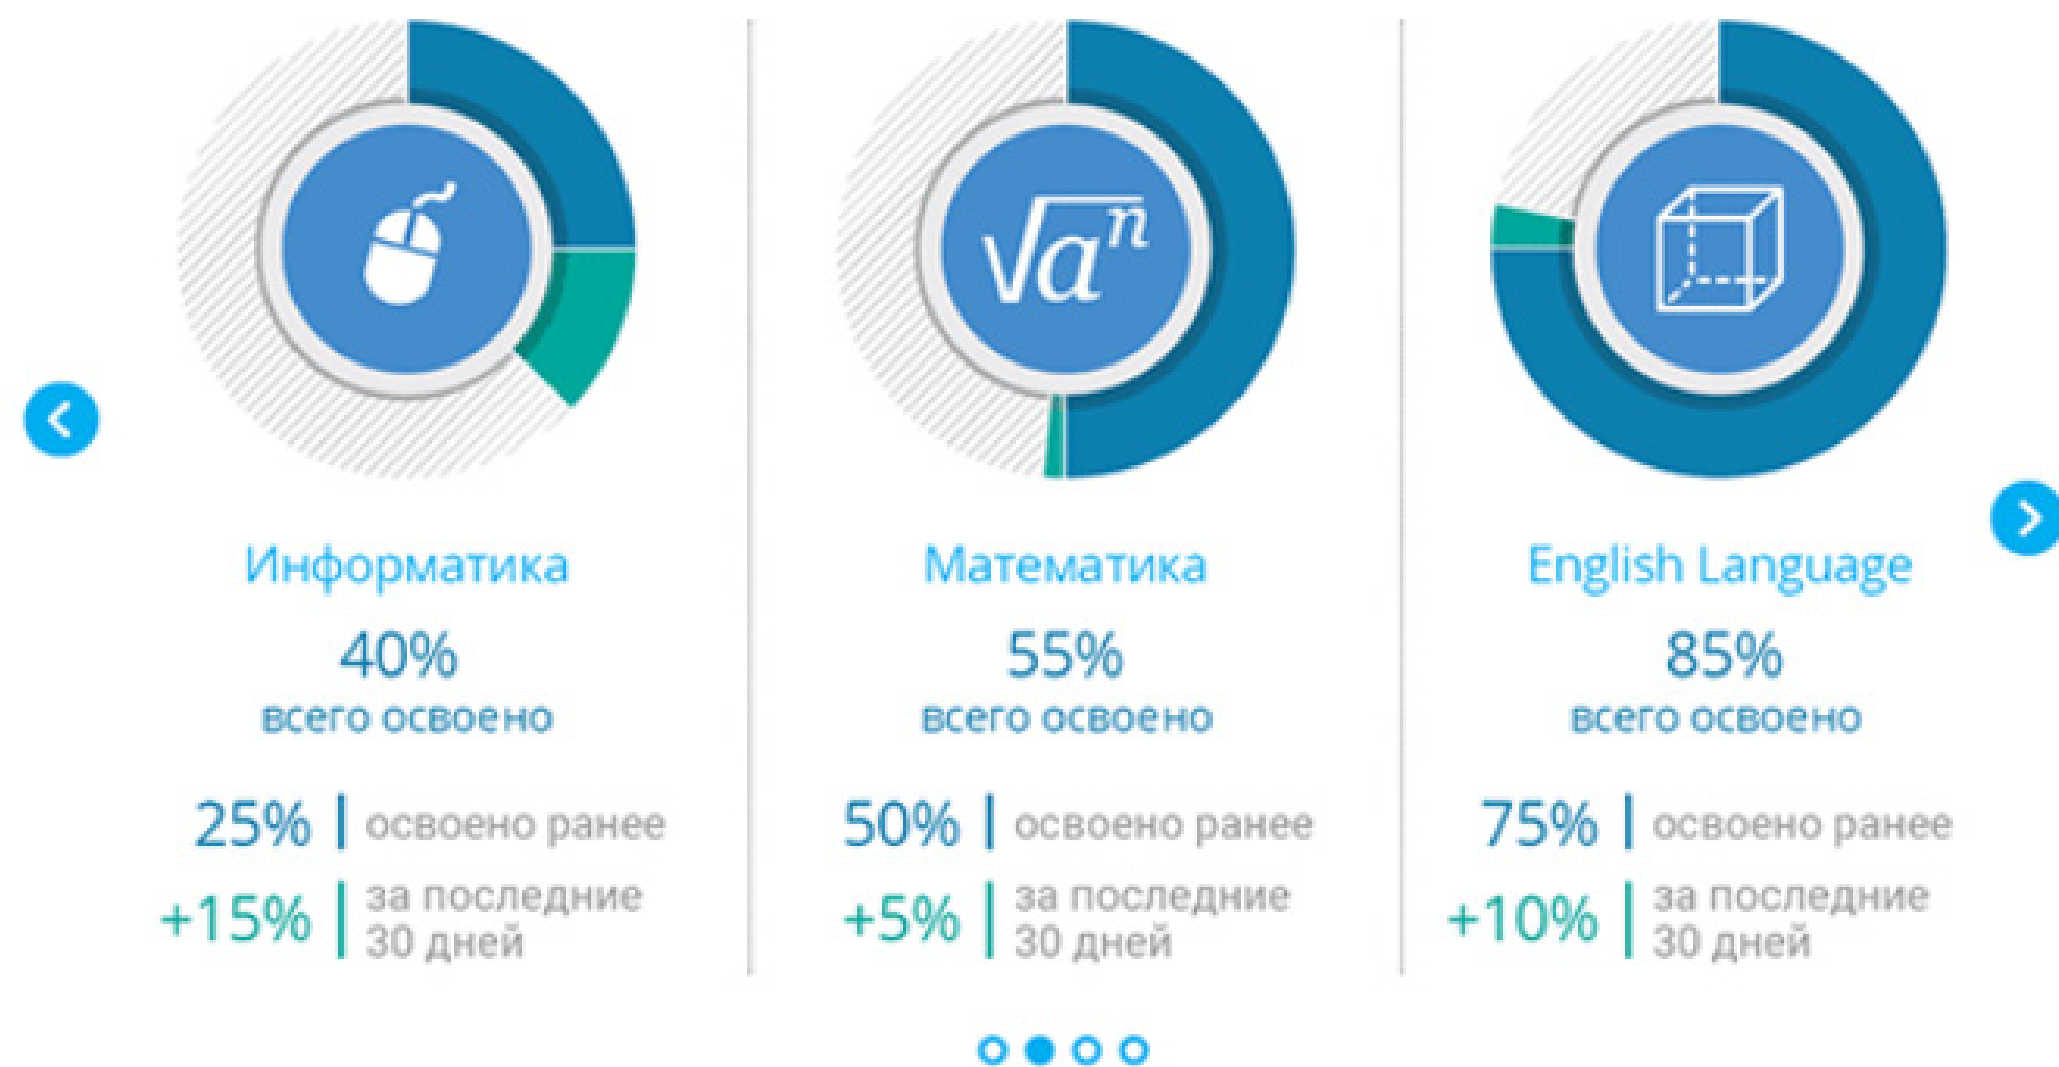 √aⁿ
Информатика
40%
всего освоено
25% освоено ранее
+15% за последние
30 дней
Математика
55%
всего освоено
50% освоено ранее
+5% за последние
30 дней
English Language
85%
всего освоено
75% освоено ранее
+10% за последние
30 дней